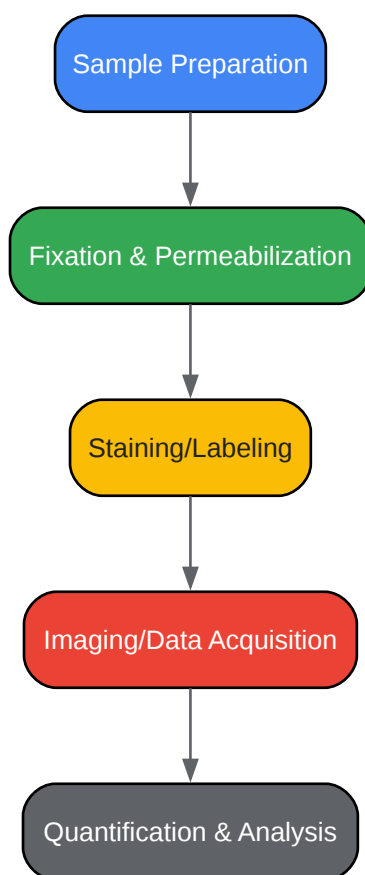 Sample Preparation
Fixation & Permeabilization
Staining/Labeling
Imaging/Data Acquisition
Quantification & Analysis